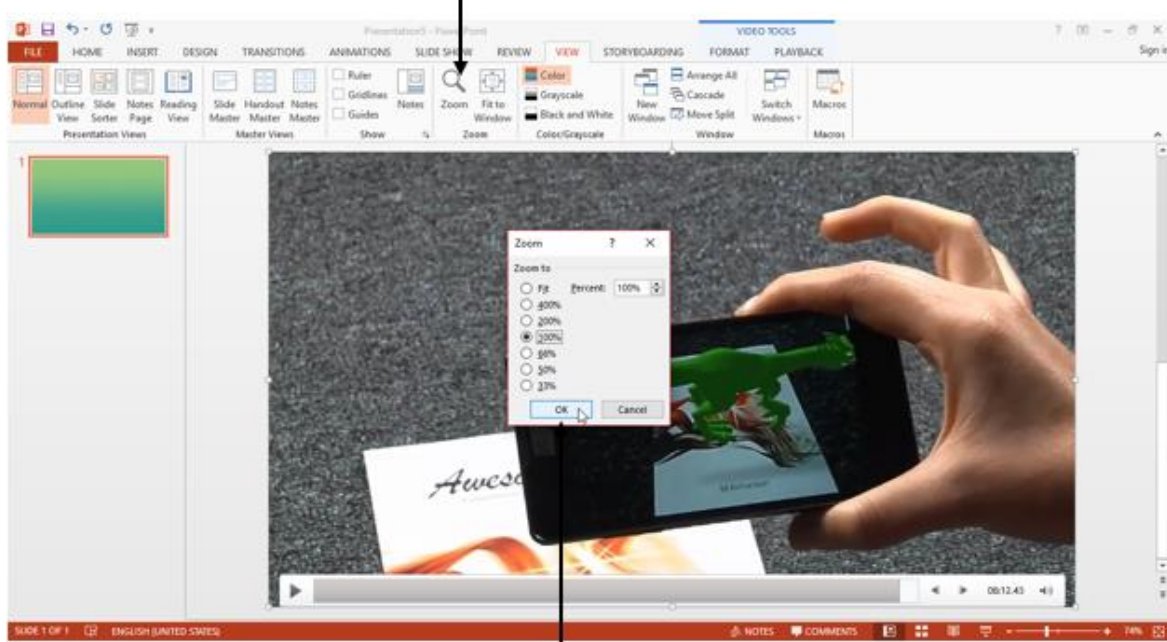 Presentation5 - PowerPoint
VIDEO TOOLS
FILE HOME INSERT DESIGN TRANSITIONS ANIMATIONS SLIDE SHOW REVIEW VIEW STORYBOARDING FORMAT PLAYBACK Sign in
Normal Outline View Slide Sorter Notes Page Reading View
Slide Master Handout Master Notes Master
Ruler
Gridlines
Guides
Notes
Zoom Fit to Window
Color
Grayscale
Black and White
New Window
Arrange All
Cascade
Move Split
Switch Windows
Macros
Presentation Views Master Views Show Zoom Color/Grayscale Window Macros
1
Zoom ?
Zoom to
Fit Percent: 100%
400%
200%
100%
66%
50%
33%
OK Cancel
00:12.43
SLIDE 1 OF 1 ENGLISH (UNITED STATES) NOTES COMMENTS 74%